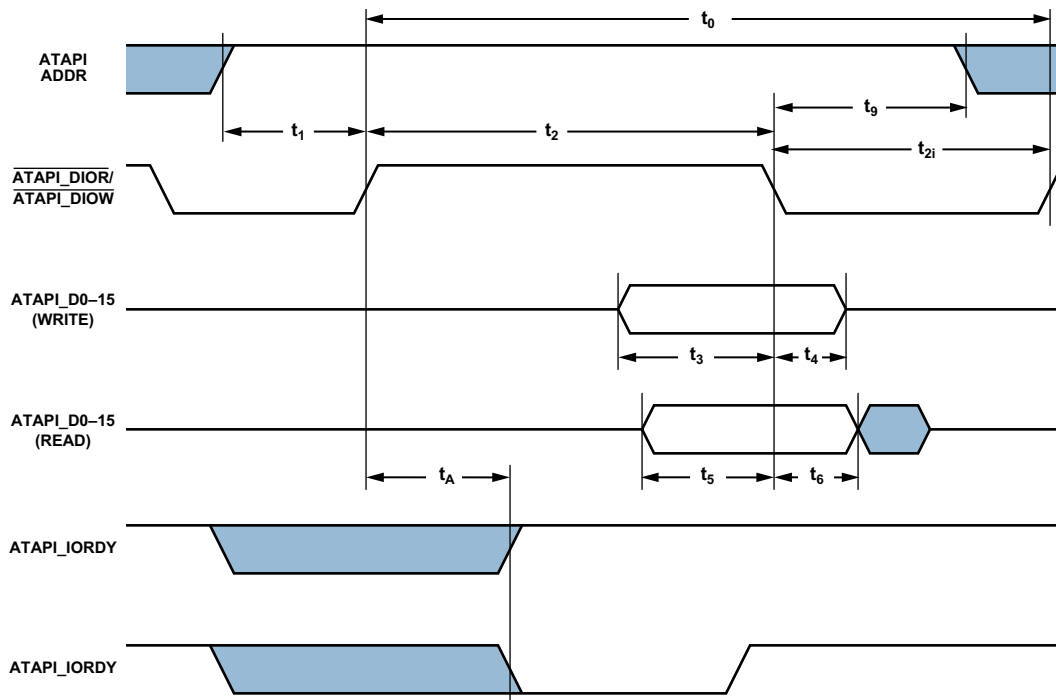 t0
ATAPI
ADDR
t9
t1
t2
t2i
ATAPI_DIOR/
ATAPI_DIOW
ATAPI_D0–15
(WRITE)
t3
t4
ATAPI_D0–15
(READ)
tA
t5
t6
ATAPI_IORDY
ATAPI_IORDY